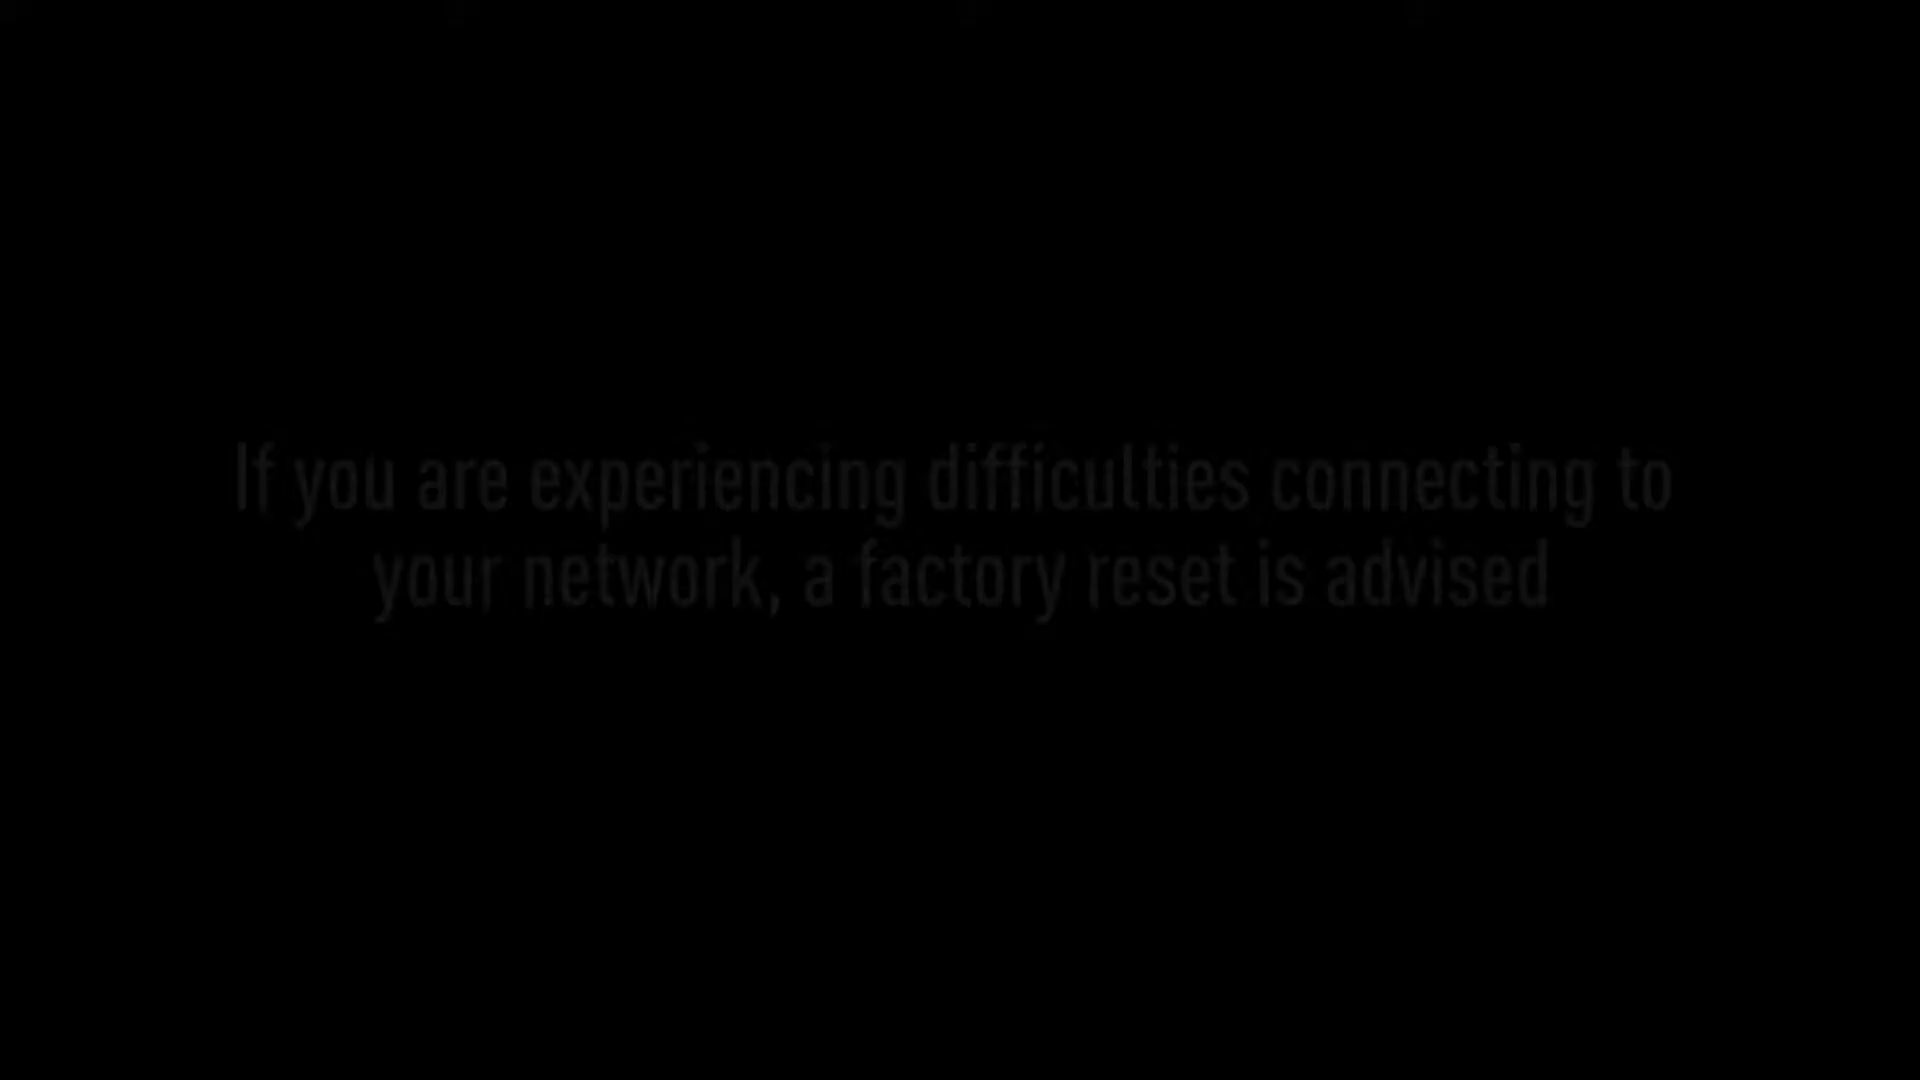 If you are experiencing difficulties connecting to
your network, a factory reset is advised